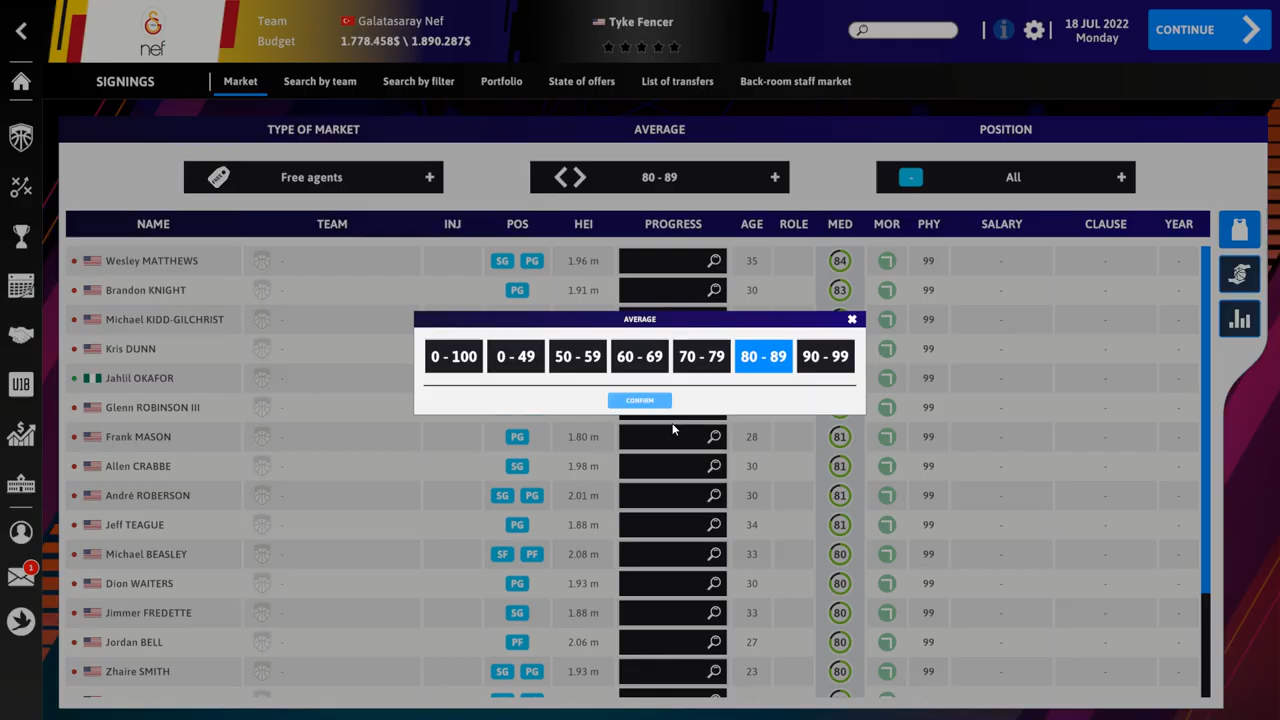 Team Galatasaray Nef
Budget 1.778.458$ \ 1.890.287$
nef
Tyke Fencer
18 JUL 2022
Monday
CONTINUE
SIGNINGS
Market
Search by team
Search by filter
Portfolio
State of offers
List of transfers
Back-room staff market
TYPE OF MARKET AVERAGE POSITION
FREE Free agents + 80 - 89 + - All +
NAME TEAM INJ POS HEI PROGRESS AGE ROLE MED MOR PHY SALARY CLAUSE YEAR
Wesley MATTHEWS - SG PG 1.96 m 35 84 99 - - -
Brandon KNIGHT - PG 1.91 m 30 83 99 - - -
Michael KIDD-GILCHRIST
AVERAGE
0 - 100 0 - 49 50 - 59 60 - 69 70 - 79 80 - 89 90 - 99
CONFIRM
Kris DUNN - 99 - - -
Jahlil OKAFOR - 99 - - -
Glenn ROBINSON III - 99 - - -
Frank MASON - PG 1.80 m 28 81 99 - - -
Allen CRABBE - SG 1.98 m 30 81 99 - - -
André ROBERSON - SG PG 2.01 m 30 81 99 - - -
Jeff TEAGUE - PG 1.88 m 34 81 99 - - -
Michael BEASLEY - SF PF 2.08 m 33 80 99 - - -
Dion WAITERS - PG 1.93 m 30 80 99 - - -
Jimmer FREDETTE - SG 1.88 m 33 80 99 - - -
Jordan BELL - PF 2.06 m 27 80 99 - - -
Zhaire SMITH - SG PG 1.93 m 23 80 99 - - -
U18
1